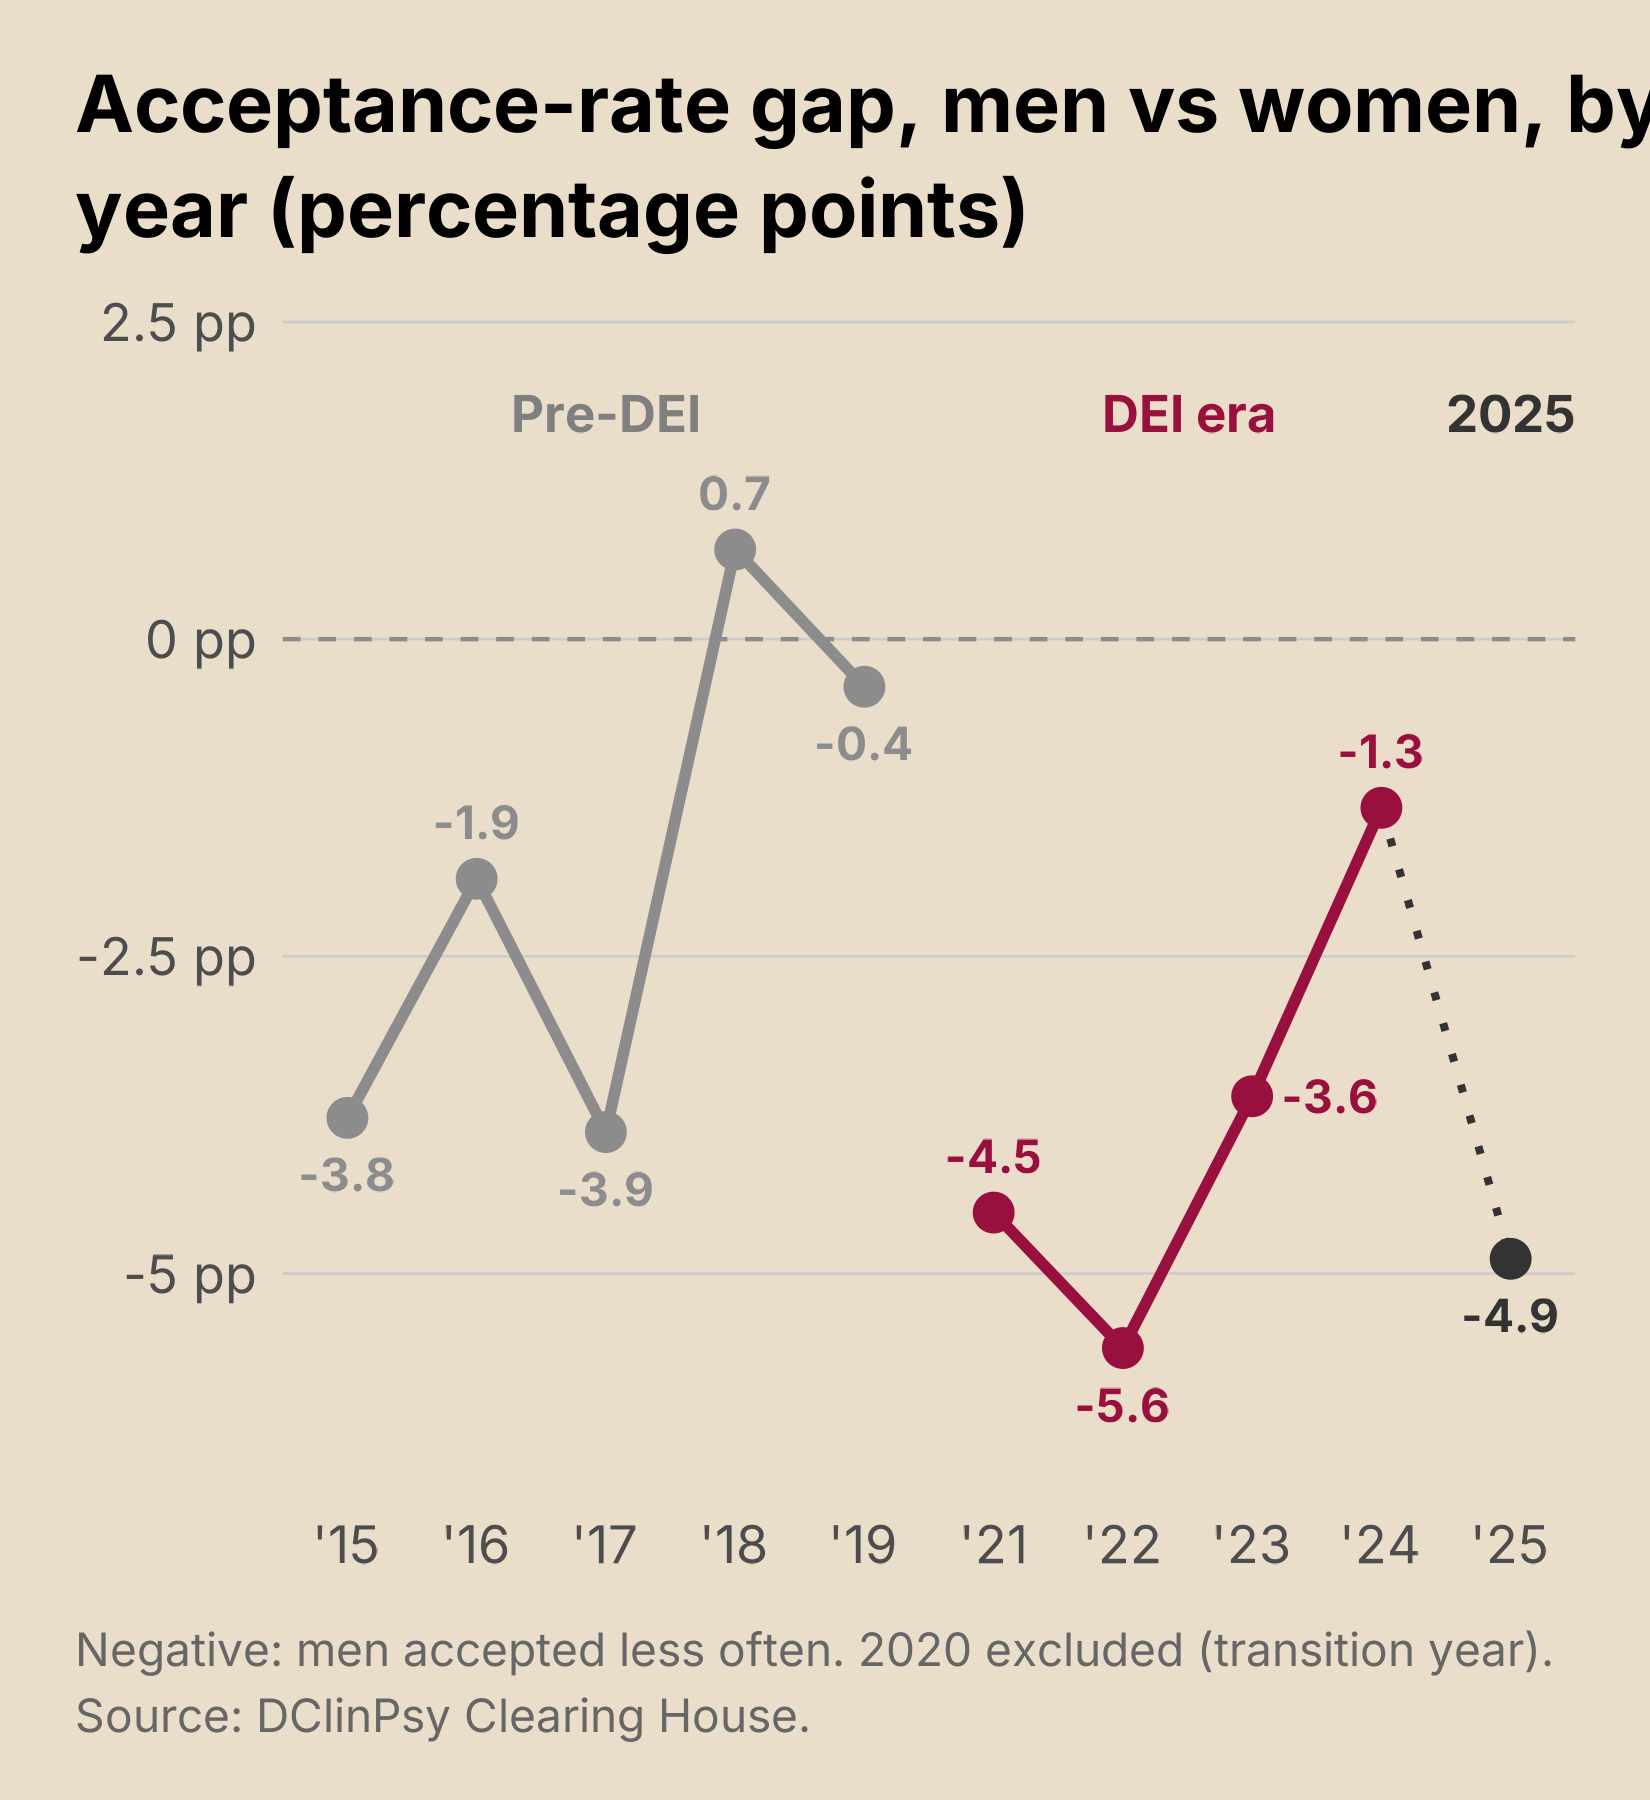 Acceptance-rate gap, men vs women, by
year (percentage points)
2.5 pp
Pre-DEI
DEI era
2025
0.7
0 pp
-0.4
-1.3
-1.9
-2.5 pp
-3.6
-4.5
-3.8
-3.9
-5 pp
-4.9
-5.6
'15
'16
'17
'18
'19
'21
'22
'23
'24
'25
Negative: men accepted less often. 2020 excluded (transition year).
Source: DClinPsy Clearing House.